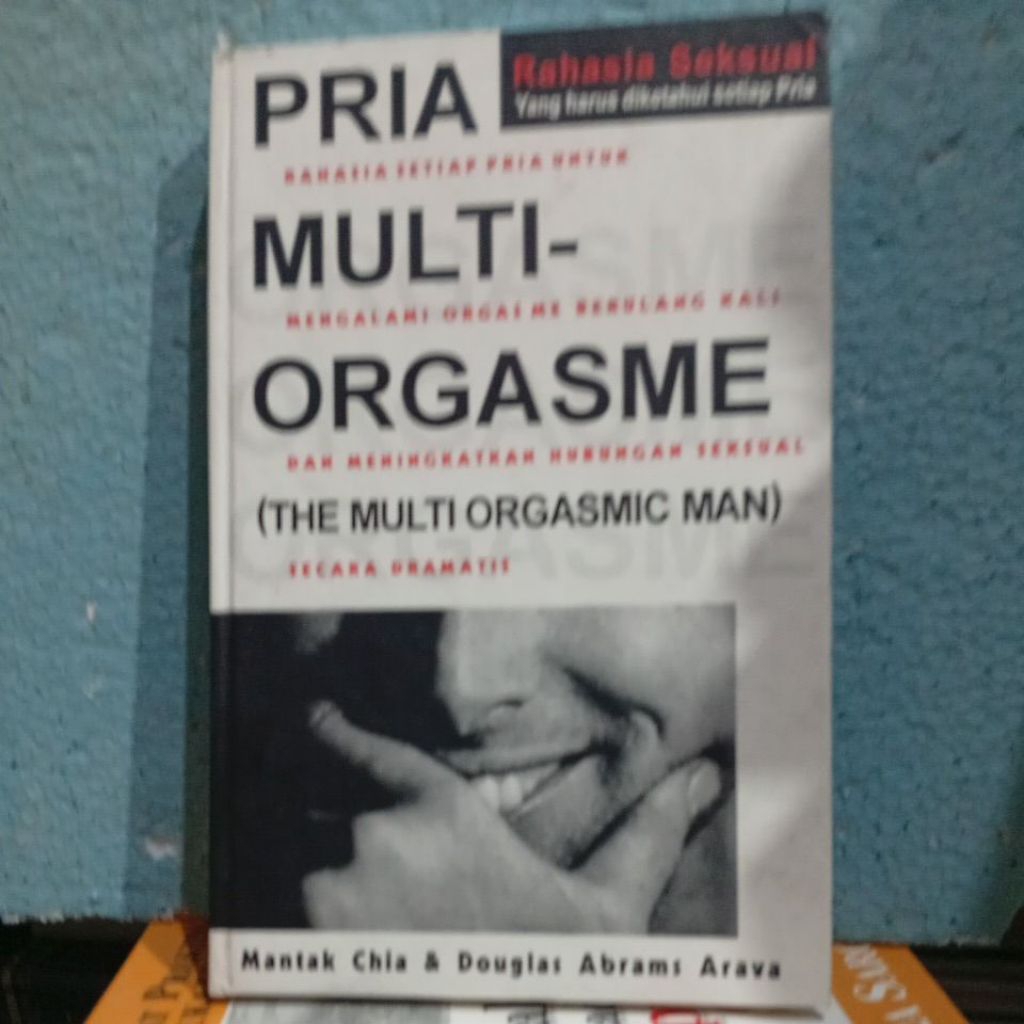 PRIA
Rahasia Seksual
Yang harus diketahui setiap Pria
RAHASIA SETIAP PRIA UNTUK
MULTI-
MENGALAMI ORGASME BERULANG KALI
ORGASME
DAN MENINGKATKAN HUBUNGAN SEKSUAL
(THE MULTI ORGASMIC MAN)
SECARA DRAMATIS
Mantak Chia & Douglas Abrams Arava